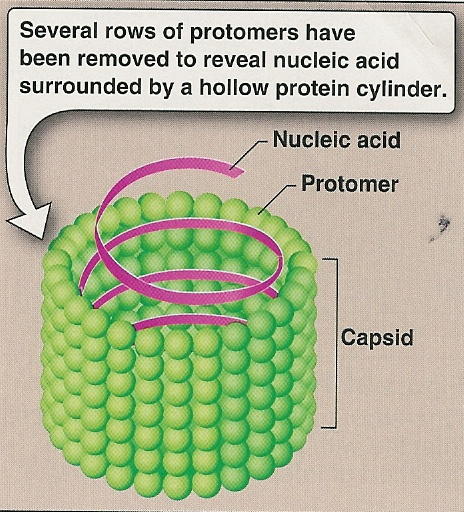 Several rows of protomers have
been removed to reveal nucleic acid
surrounded by a hollow protein cylinder.
Nucleic acid
Protomer
Capsid